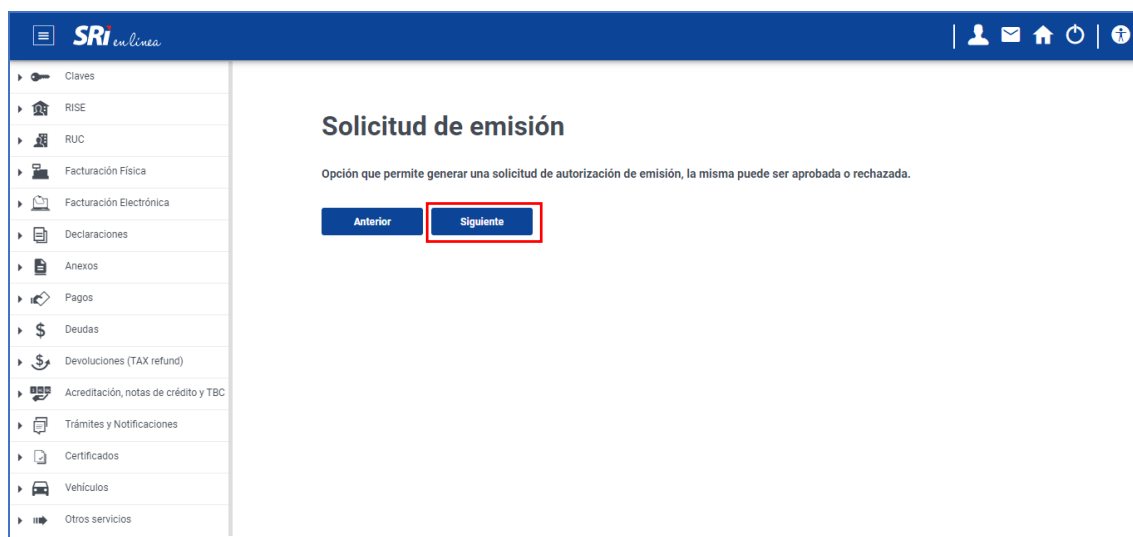 SRi en línea
Claves
RISE
RUC
Facturación Física
Facturación Electrónica
Declaraciones
Anexos
Pagos
Deudas
Devoluciones (TAX refund)
Acreditación, notas de crédito y TBC
Trámites y Notificaciones
Certificados
Vehículos
Otros servicios
Solicitud de emisión
Opción que permite generar una solicitud de autorización de emisión, la misma puede ser aprobada o rechazada.
Anterior Siguiente